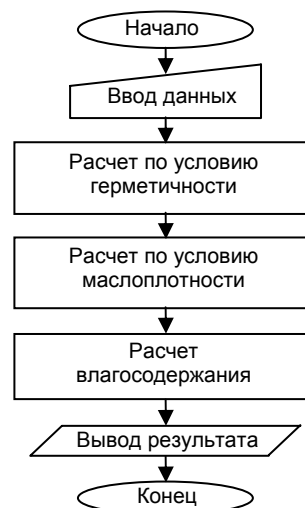 Начало
Ввод данных
Расчет по условию
герметичности
Расчет по условию
маслоплотности
Расчет
влагосодержания
Вывод результата
Конец